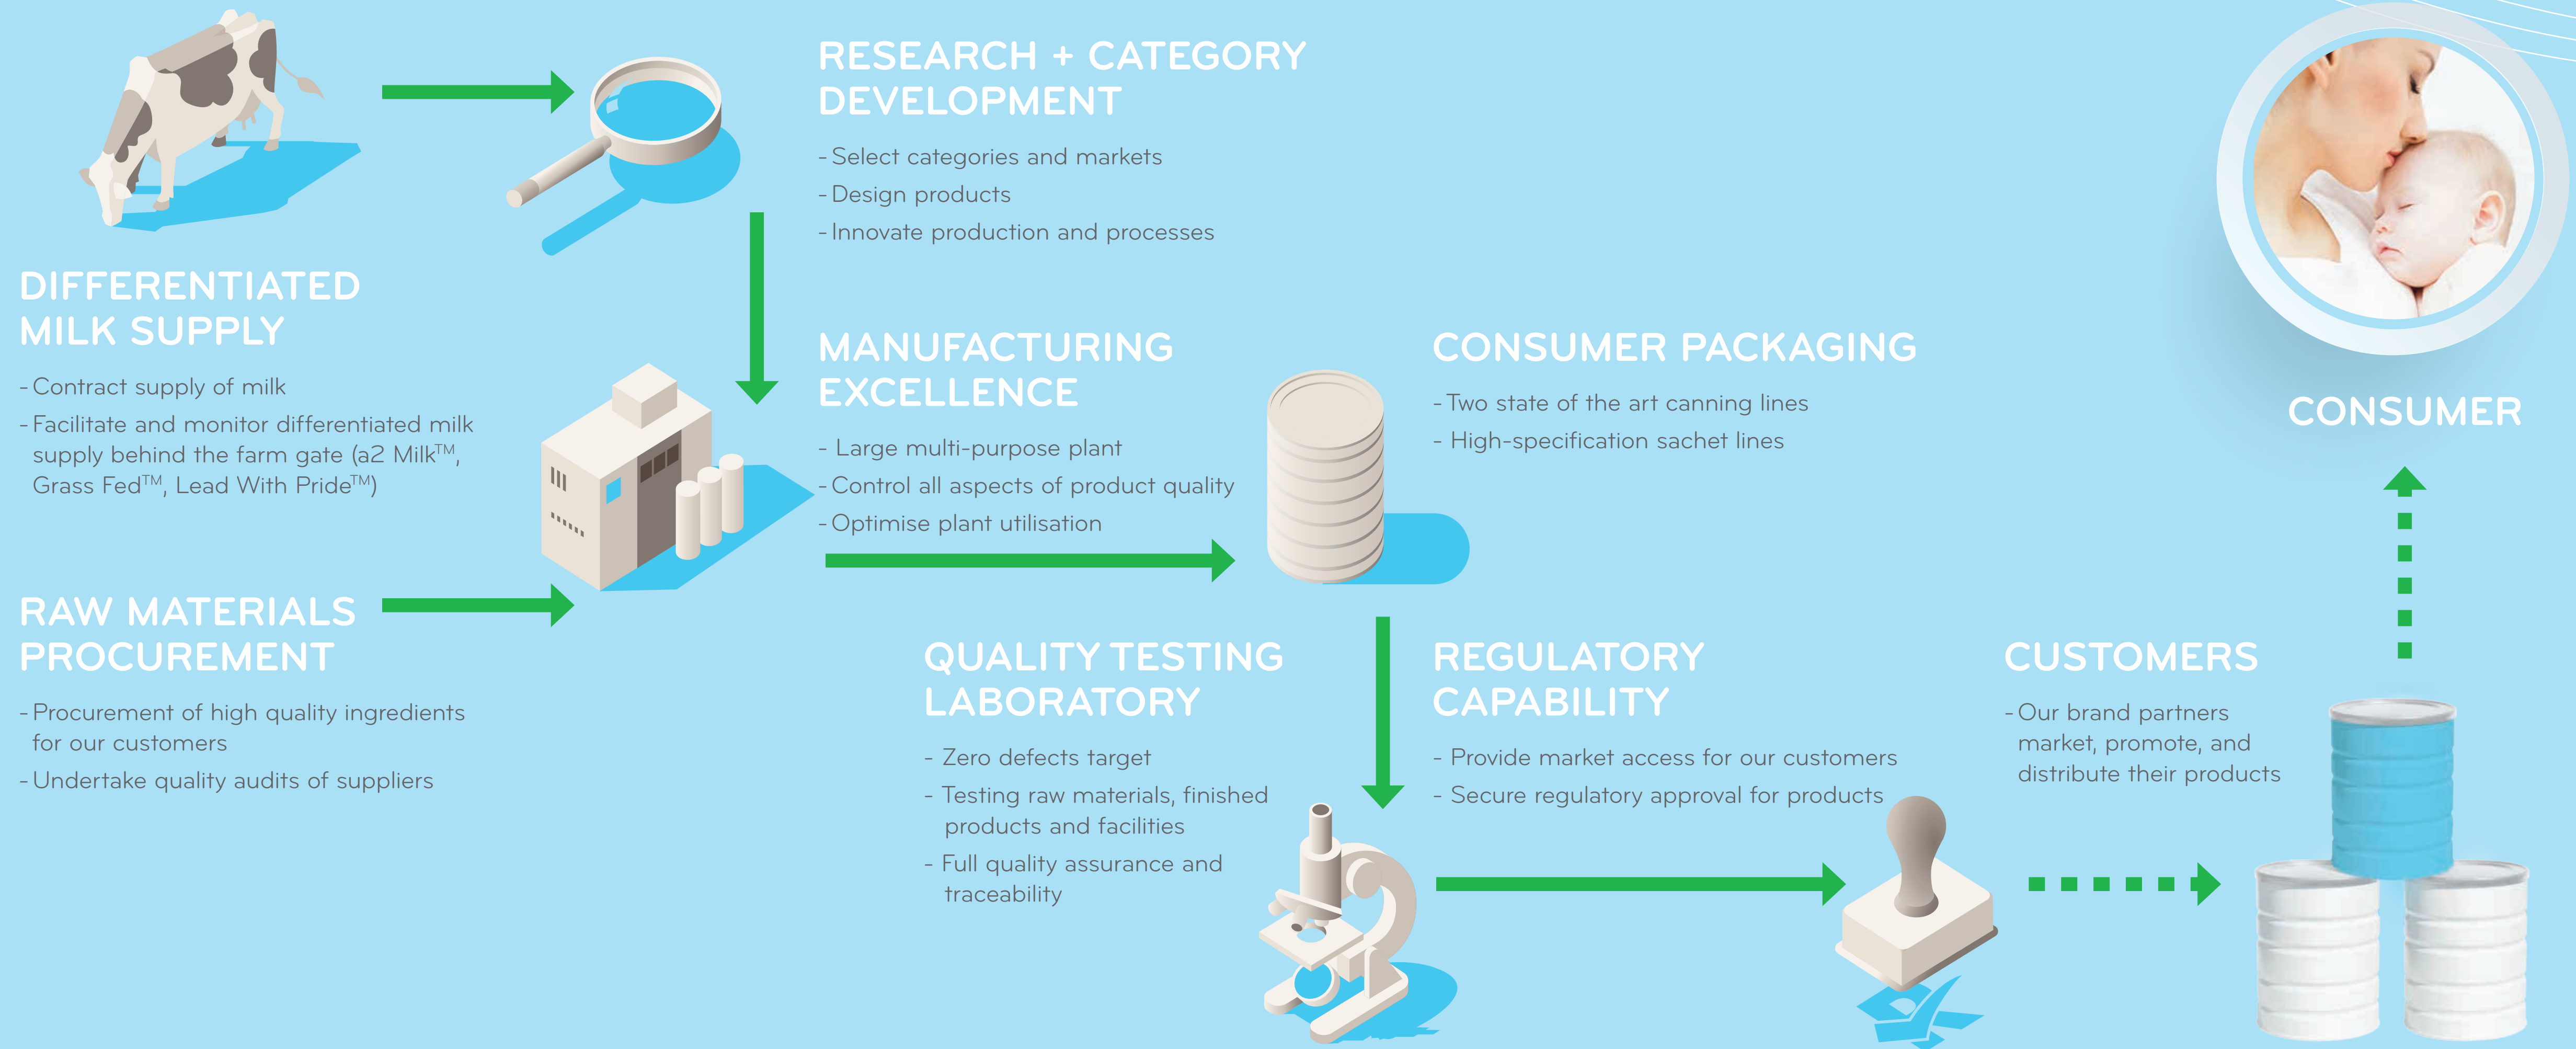 DIFFERENTIATED
MILK SUPPLY
- Contract supply of milk
- Facilitate and monitor differentiated milk
supply behind the farm gate (a2 Milk™,
Grass Fed™, Lead With Pride™)
RAW MATERIALS
PROCUREMENT
- Procurement of high quality ingredients
for our customers
- Undertake quality audits of suppliers
RESEARCH + CATEGORY
DEVELOPMENT
- Select categories and markets
- Design products
- Innovate production and processes
MANUFACTURING
EXCELLENCE
- Large multi-purpose plant
- Control all aspects of product quality
- Optimise plant utilisation
CONSUMER PACKAGING
- Two state of the art canning lines
- High-specification sachet lines
QUALITY TESTING
LABORATORY
- Zero defects target
- Testing raw materials, finished
products and facilities
- Full quality assurance and
traceability
REGULATORY
CAPABILITY
- Provide market access for our customers
- Secure regulatory approval for products
CUSTOMERS
- Our brand partners
market, promote, and
distribute their products
CONSUMER